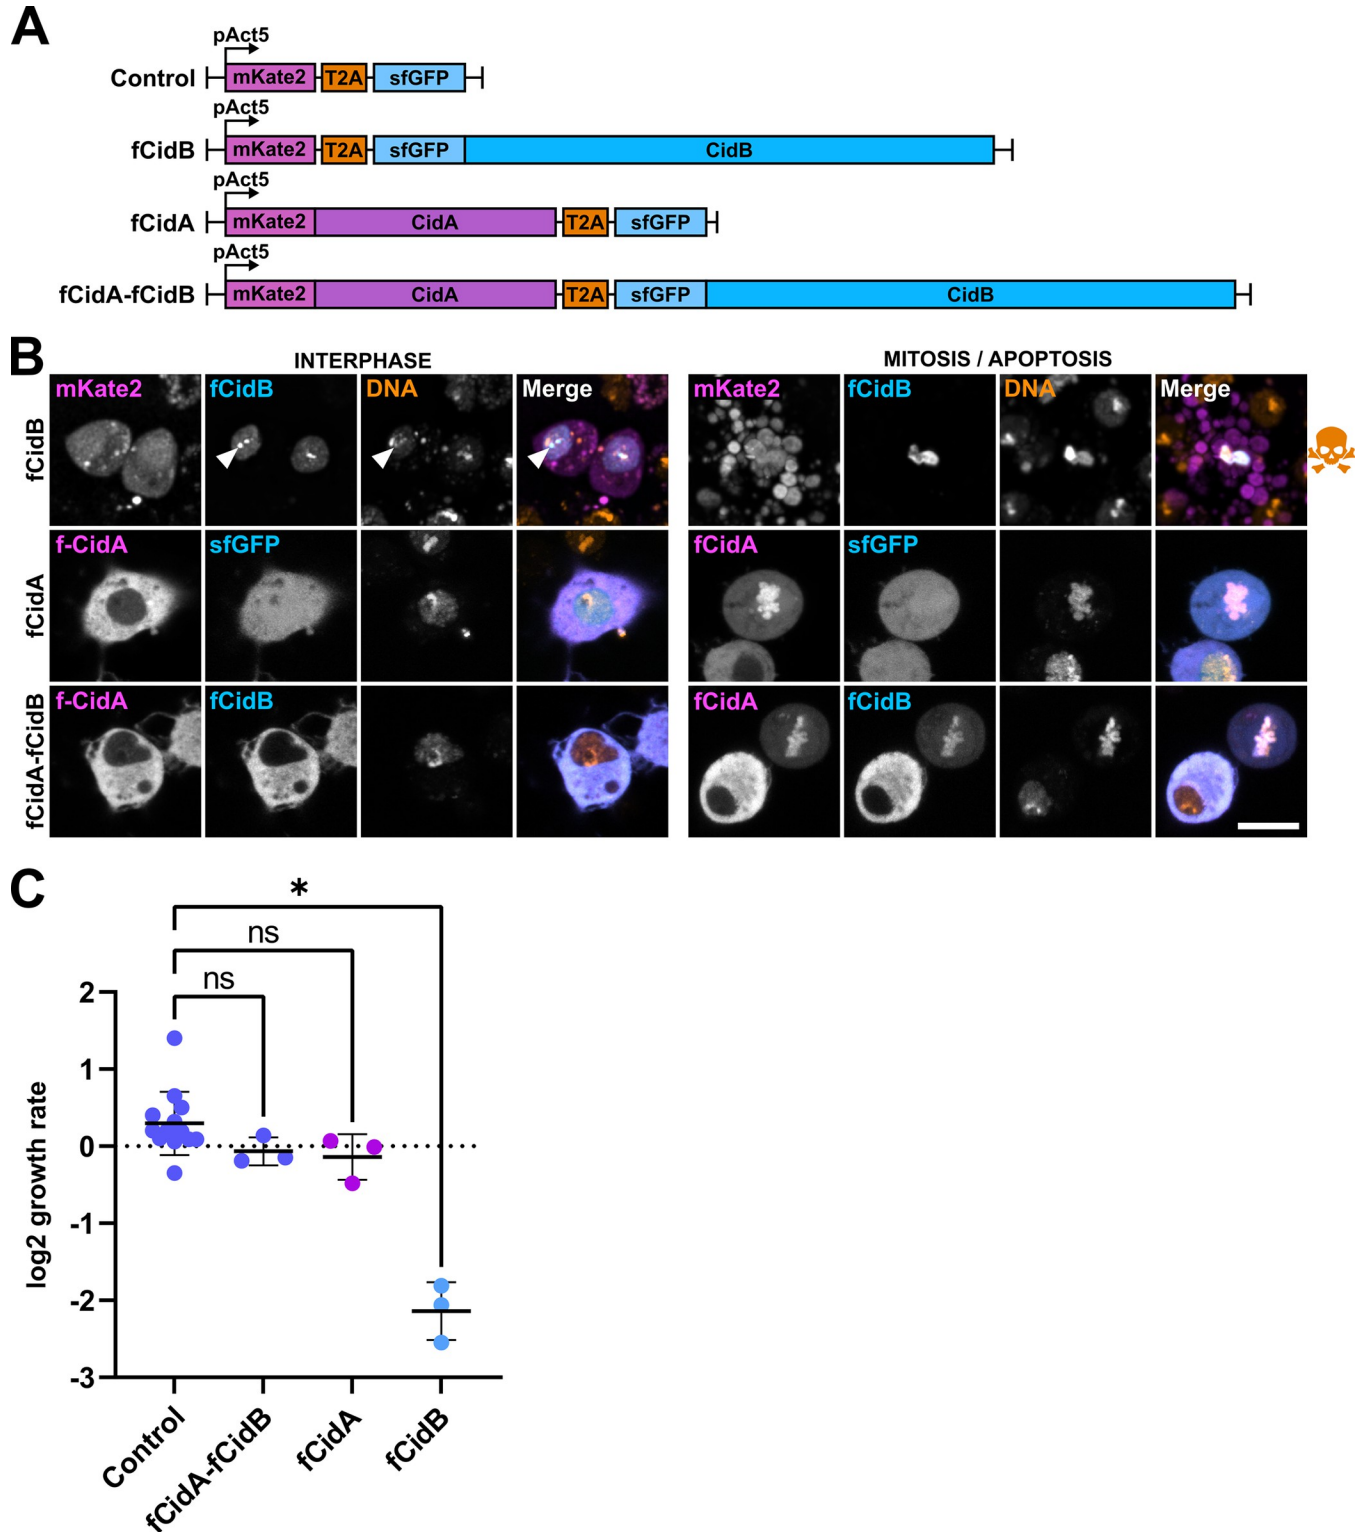 A
pAct5
Control mKate2 T2A sfGFP
pAct5
fCidB mKate2 T2A sfGFP CidB
pAct5
fCidA mKate2 CidA T2A sfGFP
pAct5
fCidA-fCidB mKate2 CidA T2A sfGFP CidB
B
INTERPHASE MITOSIS / APOPTOSIS
fCidB
mKate2 fCidB DNA Merge mKate2 fCidB DNA Merge
fCidA
f-CidA sfGFP fCidA sfGFP
fCidA-fCidB
f-CidA fCidB fCidA fCidB
C
*
ns
ns
log2 growth rate
2
1
0
-1
-2
-3
Control fCidA-fCidB fCidA fCidB